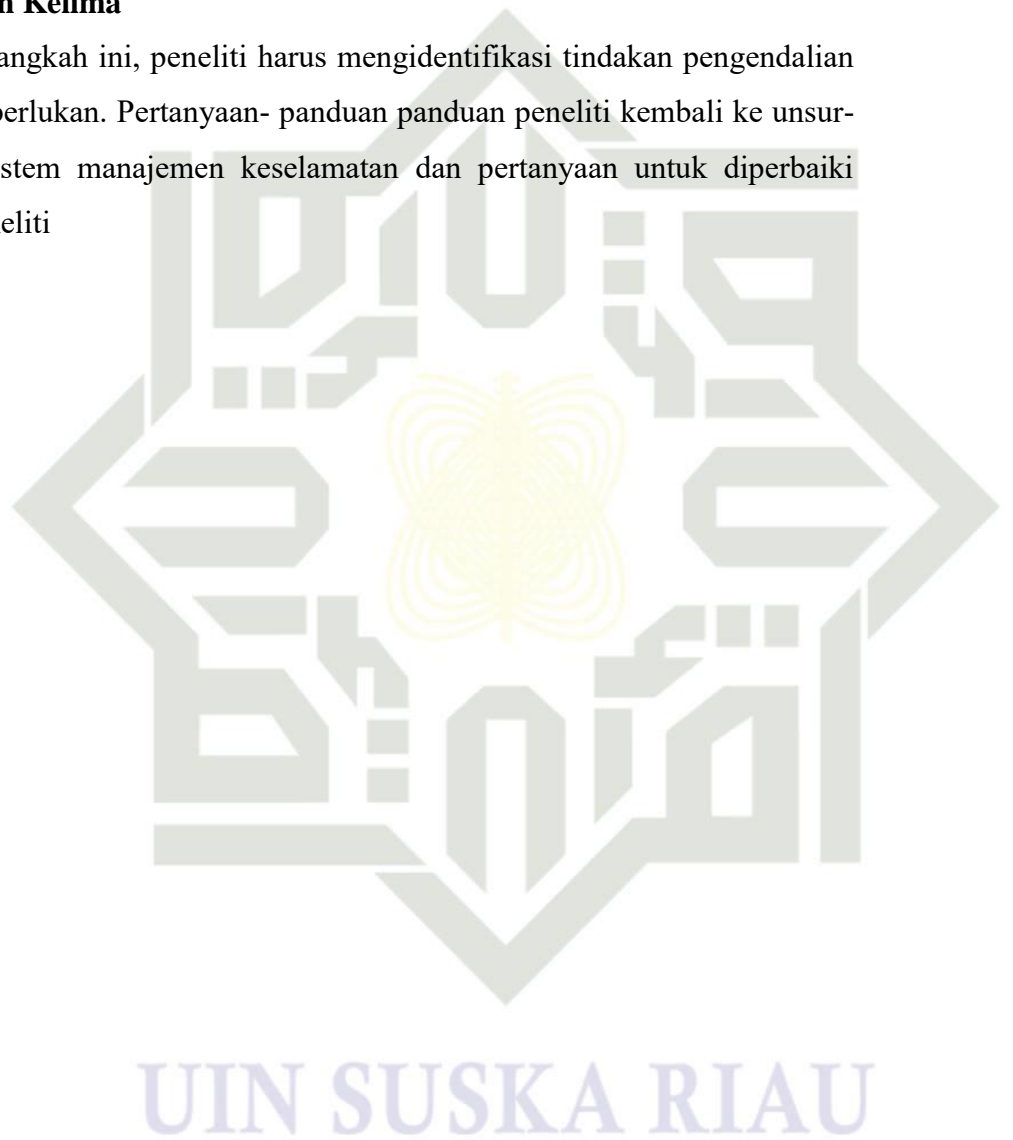 n Kelima
angkah ini, peneliti harus mengidentifikasi tindakan pengendalian
perlukan. Pertanyaan- panduan panduan peneliti kembali ke unsur-
stem manajemen keselamatan dan pertanyaan untuk diperbaiki
eliti
UIN SUSKA RIAU